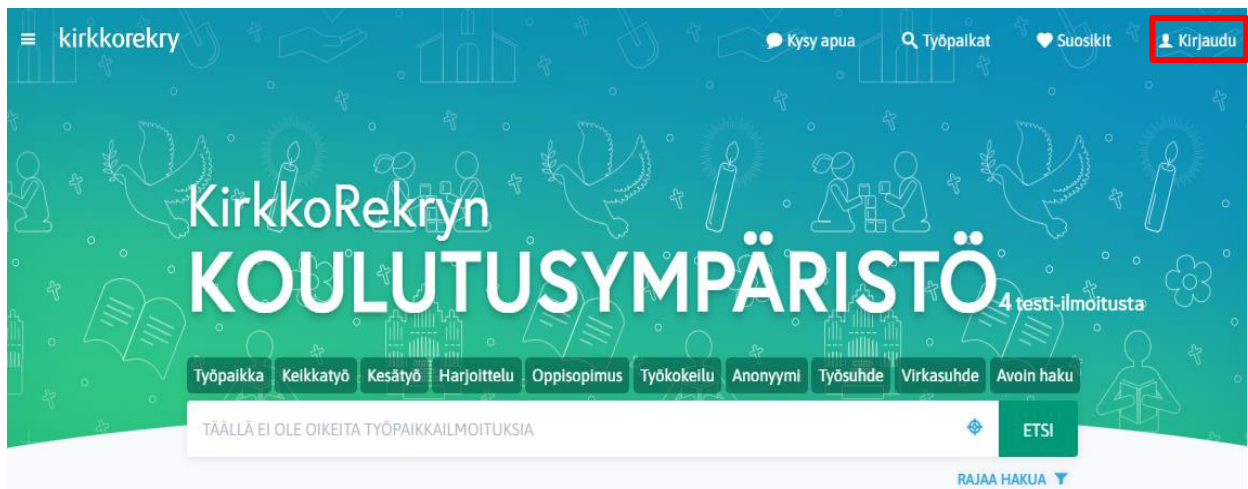 kirkkorekry
Kysy apua
Työpaikat
Suosikit
Kirjaudu
KirkkoRekryn
KOULUTUSYMPÄRISTÖ
4 testi-ilmoitusta
Työpaikka Keikkatyö Kesätyö Harjoittelu Oppisopimus Työkokeilu Anonyymi Työsuhde Virkasuhde Avoin haku
TÄÄLLÄ EI OLE OIKEITA TYÖPAIKKAILMOITUKSIA
ETSI
RAJAA HAKUA